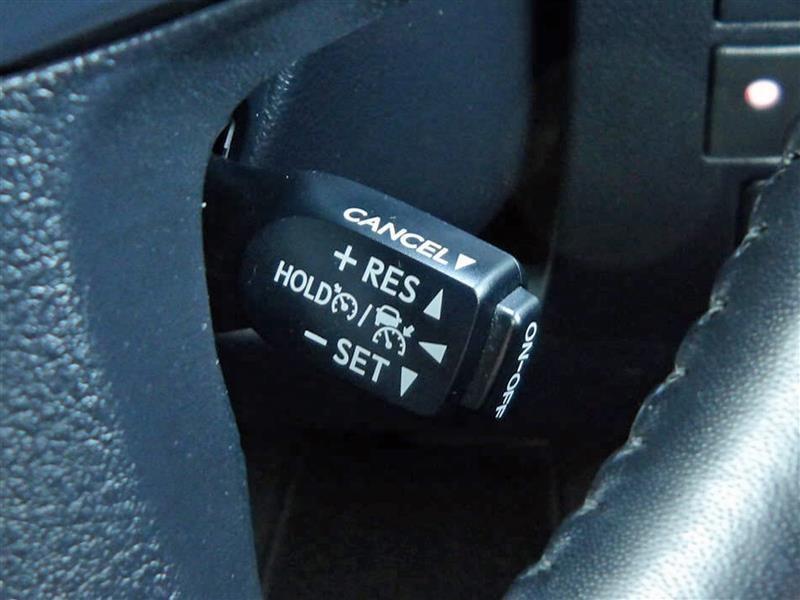 CANCEL
+ RES
HOLD /
- SET
ON-OFF